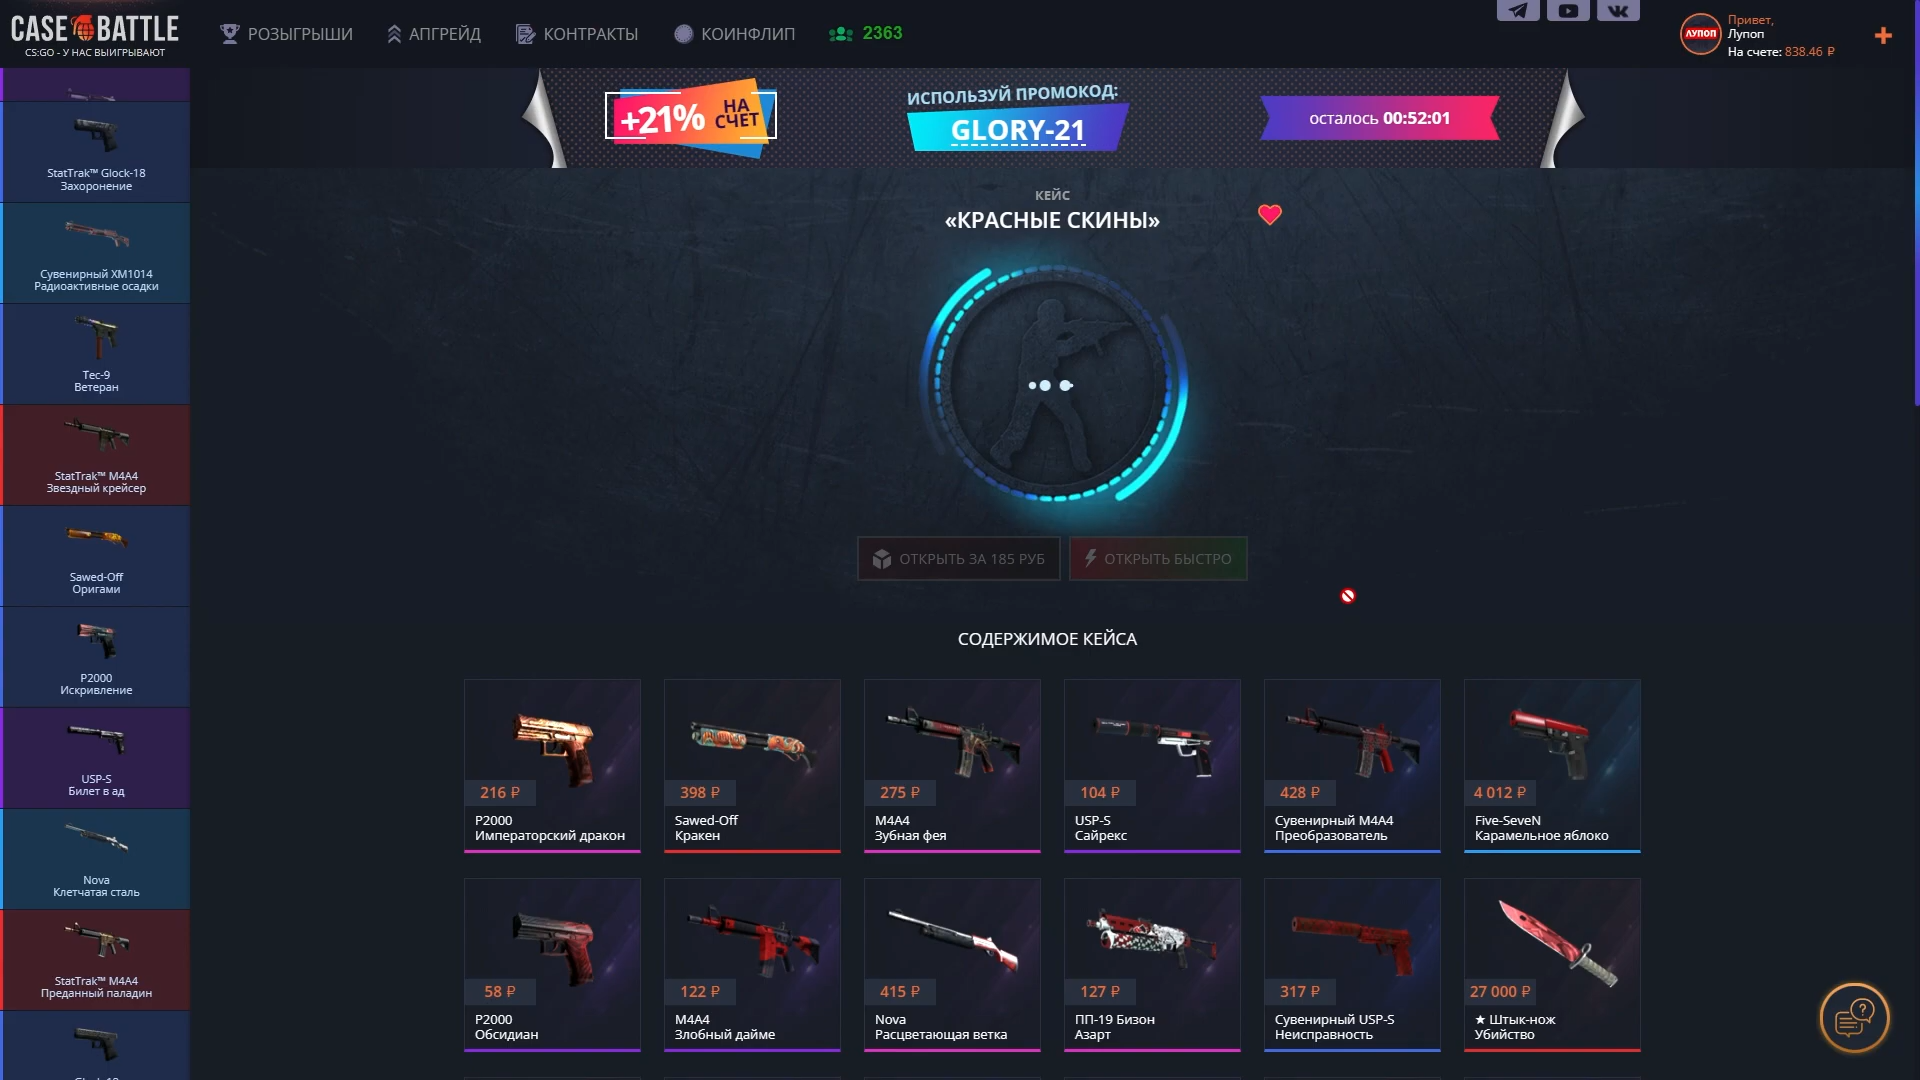 CASE BATTLE
CS:GO - У НАС ВЫИГРЫВАЮТ
РОЗЫГРЫШИ
АПГРЕЙД
КОНТРАКТЫ
КОИНФЛИП
2363
ЛУПОП
Привет,
Лупоп
На счете: 838.46 ₽
+21% НА СЧЕТ
ИСПОЛЬЗУЙ ПРОМОКОД:
GLORY-21
осталось 00:52:01
StatTrak™ Glock-18
Захоронение
Сувенирный XM1014
Радиоактивные осадки
Tec-9
Ветеран
StatTrak™ M4A4
Звездный крейсер
Sawed-Off
Оригами
P2000
Искривление
USP-S
Билет в ад
Nova
Клетчатая сталь
StatTrak™ M4A4
Преданный паладин
КЕЙС
«КРАСНЫЕ СКИНЫ»
ОТКРЫТЬ ЗА 185 РУБ
ОТКРЫТЬ БЫСТРО
СОДЕРЖИМОЕ КЕЙСА
216 ₽
P2000
Императорский дракон
398 ₽
Sawed-Off
Кракен
275 ₽
M4A4
Зубная фея
104 ₽
USP-S
Сайрекс
428 ₽
Сувенирный M4A4
Преобразователь
4 012 ₽
Five-SeveN
Карамельное яблоко
58 ₽
P2000
Обсидиан
122 ₽
M4A4
Злобный дайме
415 ₽
Nova
Расцветающая ветка
127 ₽
ПП-19 Бизон
Азарт
317 ₽
Сувенирный USP-S
Неисправность
27 000 ₽
★ Штык-нож
Убийство